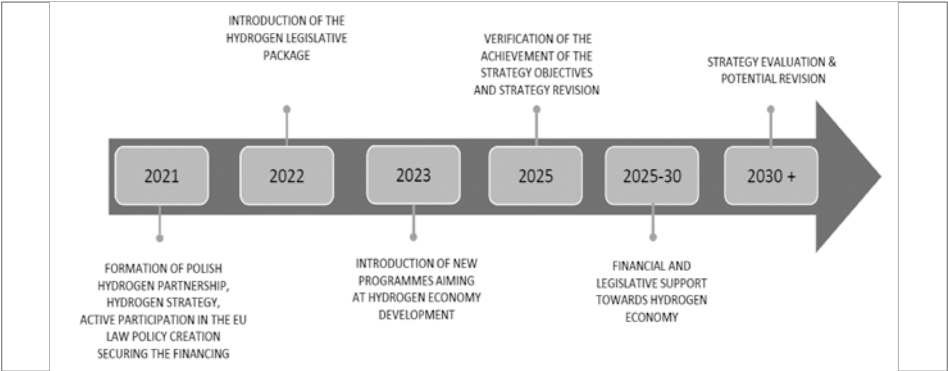 INTRODUCTION OF THE
HYDROGEN LEGISLATIVE
PACKAGE
VERIFICATION OF THE
ACHIEVEMENT OF THE
STRATEGY OBJECTIVES
AND STRATEGY REVISION
STRATEGY EVALUATION &
POTENTIAL REVISION
2021
2022
2023
2025
2025-30
2030 +
FORMATION OF POLISH
HYDROGEN PARTNERSHIP,
HYDROGEN STRATEGY,
ACTIVE PARTICIPATION IN THE EU
LAW POLICY CREATION
SECURING THE FINANCING
INTRODUCTION OF NEW
PROGRAMMES AIMING
AT HYDROGEN ECONOMY
DEVELOPMENT
FINANCIAL AND
LEGISLATIVE SUPPORT
TOWARDS HYDROGEN
ECONOMY